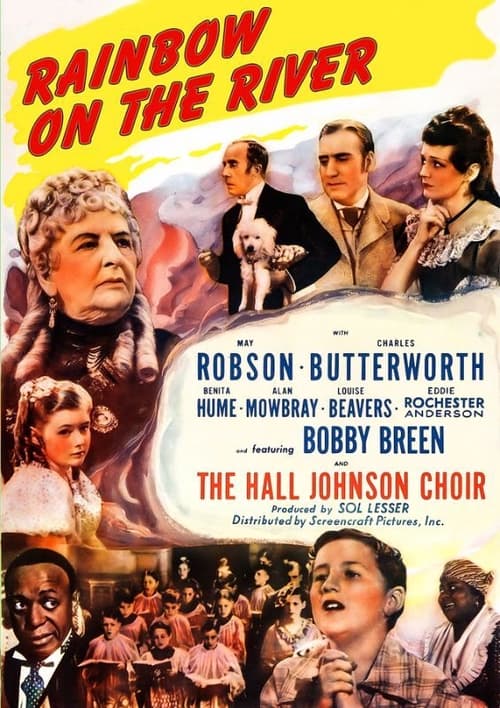 RAINBOW
ON THE RIVER
WITH
MAY CHARLES
ROBSON · BUTTERWORTH
BENITA ALAN LOUISE EDDIE
HUME · MOWBRAY · BEAVERS · ROCHESTER
ANDERSON
and featuring BOBBY BREEN
AND
THE HALL JOHNSON CHOIR
Produced by SOL LESSER
Distributed by Screencraft Pictures, Inc.